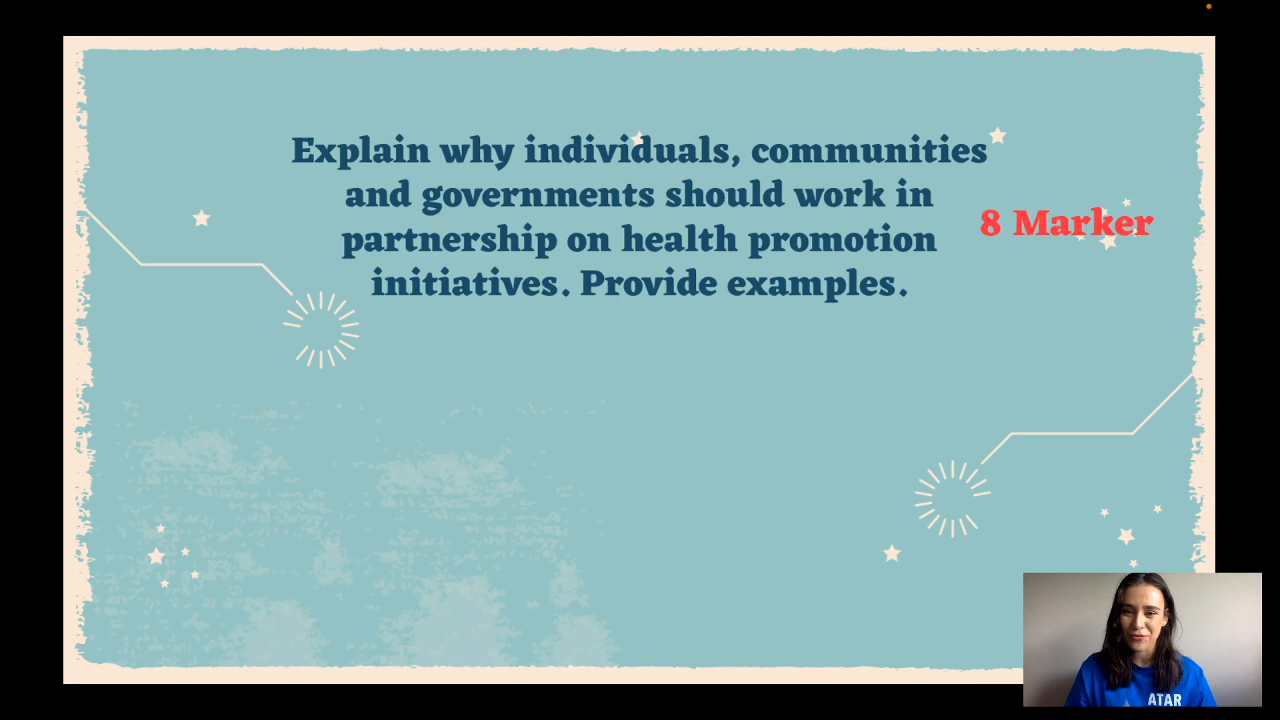 Explain why individuals, communities
and governments should work in
partnership on health promotion
initiatives. Provide examples.
8 Marker
ATAR